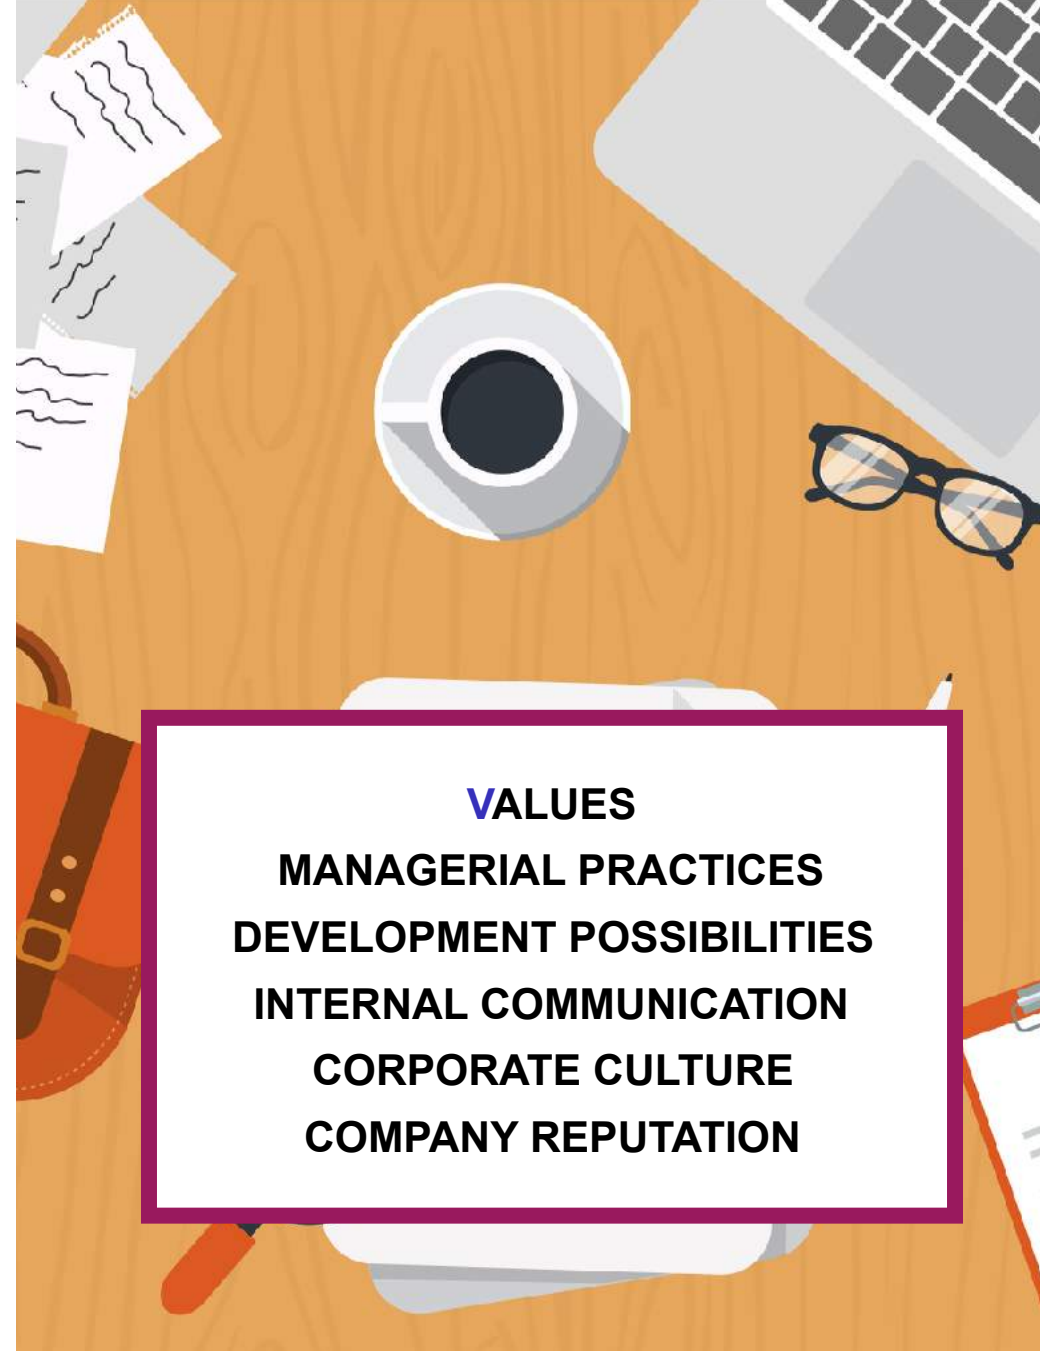 VALUES
MANAGERIAL PRACTICES
DEVELOPMENT POSSIBILITIES
INTERNAL COMMUNICATION
CORPORATE CULTURE
COMPANY REPUTATION